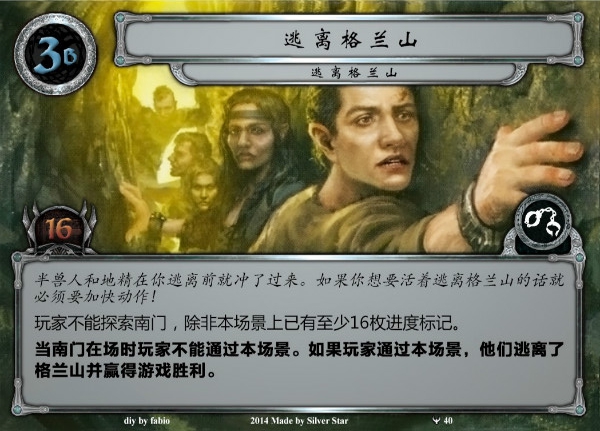 逃离格兰山
3B
逃离格兰山
16
半兽人和地精在你逃离前就冲了过来。如果你想要活着逃离格兰山的话就
必须要加快动作！
玩家不能探索南门，除非本场景上已有至少16枚进度标记。
当南门在场时玩家不能通过本场景。如果玩家通过本场景，他们逃离了
格兰山并赢得游戏胜利。
diy by fabio 2014 Made by Silver Star 40